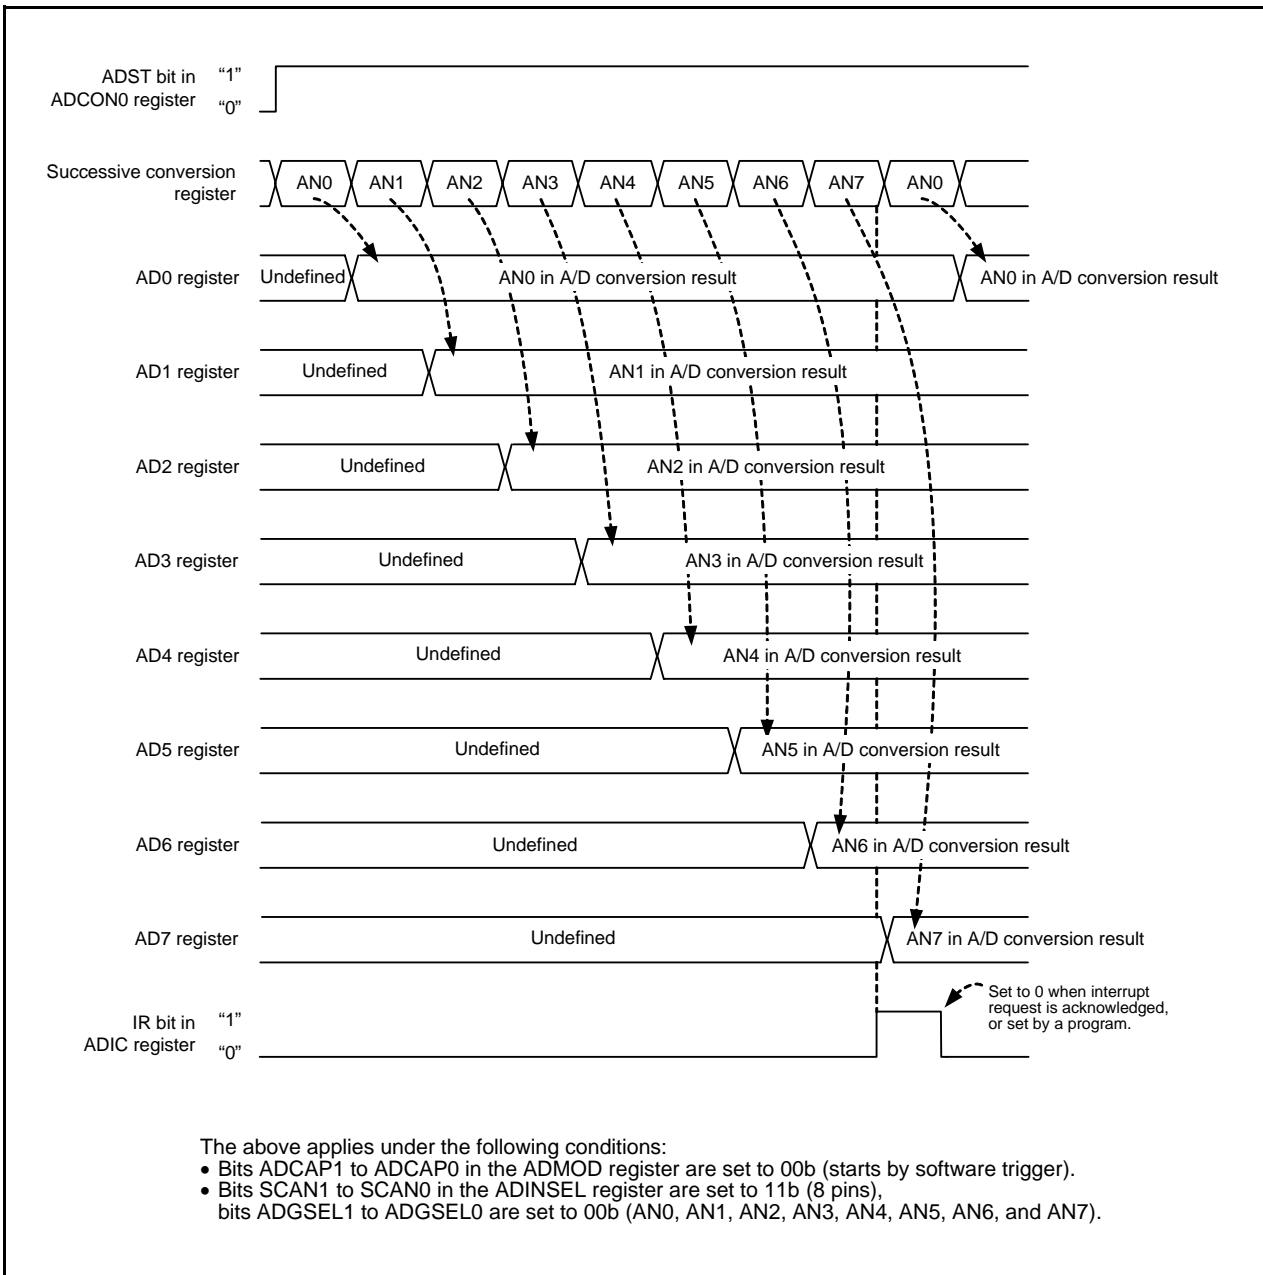 ADST bit in "1"
ADCON0 register "0"
Successive conversion
register
AN0 AN1 AN2 AN3 AN4 AN5 AN6 AN7 AN0
AD0 register Undefined AN0 in A/D conversion result AN0 in A/D conversion result
AD1 register Undefined AN1 in A/D conversion result
AD2 register Undefined AN2 in A/D conversion result
AD3 register Undefined AN3 in A/D conversion result
AD4 register Undefined AN4 in A/D conversion result
AD5 register Undefined AN5 in A/D conversion result
AD6 register Undefined AN6 in A/D conversion result
AD7 register Undefined AN7 in A/D conversion result
Set to 0 when interrupt
request is acknowledged,
or set by a program.
IR bit in "1"
ADIC register "0"
The above applies under the following conditions:
• Bits ADCAP1 to ADCAP0 in the ADMOD register are set to 00b (starts by software trigger).
• Bits SCAN1 to SCAN0 in the ADINSEL register are set to 11b (8 pins),
bits ADGSEL1 to ADGSEL0 are set to 00b (AN0, AN1, AN2, AN3, AN4, AN5, AN6, and AN7).